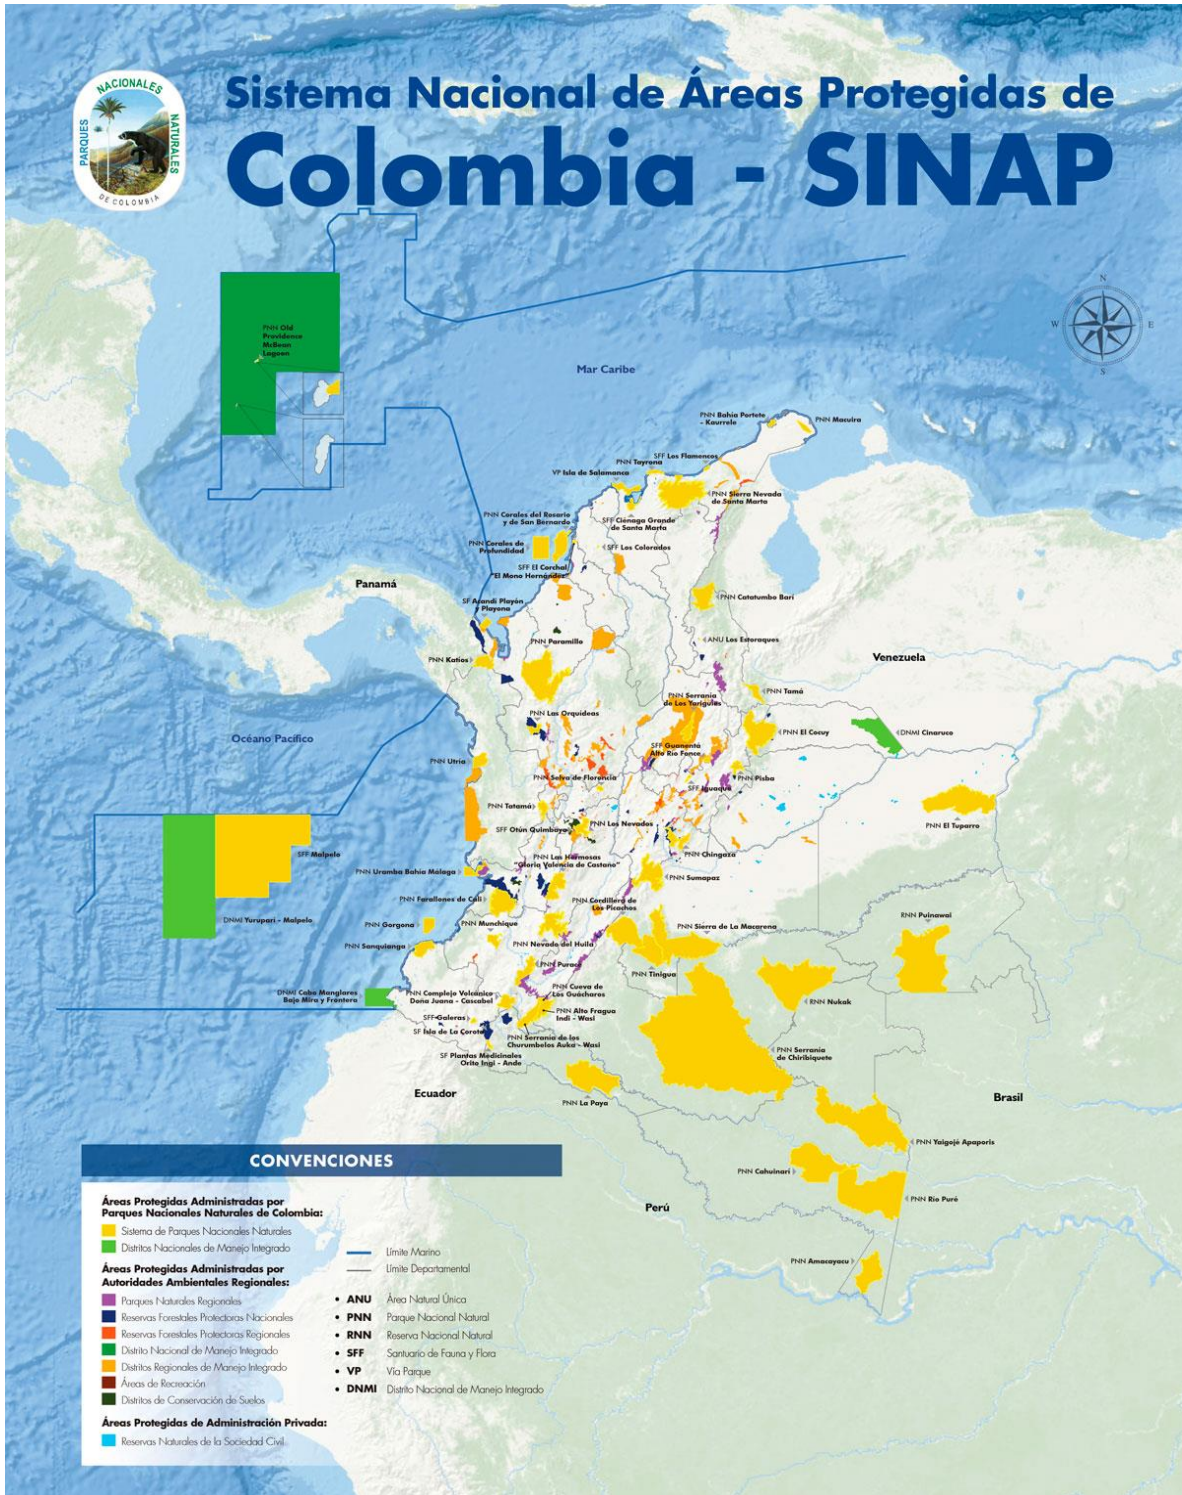 Sistema Nacional de Áreas Protegidas de
Colombia - SINAP
PARQUES
NACIONALES
NATURALES
DE COLOMBIA
PNN Old
Providence
McBean
Lagoon
N
W
E
S
Mar Caribe
PNN Bahía Portete
- Kaurrele
PNN Macuira
SFF Los Flamencos
PNN Tayrona
VP Isla de Salamanca
PNN Sierra Nevada
de Santa Marta
PNN Corales del Rosario
y de San Bernardo
SFF Ciénaga Grande
de Santa Marta
PNN Corales de
Profundidad
SFF Los Colorados
SFF El Corchal
"El Mono Hernández"
Panamá
PNN Catatumbo Barí
SF Acandí Playón
y Playona
PNN Paramillo
ANU Los Estoraques
PNN Katíos
Venezuela
PNN Serranía
de Los Yariguíes
PNN Tamá
PNN Las Orquídeas
Océano Pacífico
PNN El Cocuy
DNMI Cinaruco
SFF Guanentá
Alto Río Fonce
PNN Utría
PNN Selva de Florencia
PNN Pisba
SFF Iguaque
PNN Tatamá
PNN El Tuparro
SFF Otún Quimbaya
PNN Los Nevados
SFF Malpelo
PNN Chingaza
PNN Las Hermosas
"Gloria Valencia de Castaño"
PNN Uramba Bahía Málaga
PNN Sumapaz
PNN Farallones de Cali
PNN Cordillera de
Los Picachos
DNMI Yuruparí - Malpelo
PNN Gorgona
PNN Munchique
PNN Sierra de La Macarena
RNN Puinawai
PNN Sanquianga
PNN Nevado del Huila
PNN Puracé
PNN Tinigua
DNMI Cabo Manglares
Bajo Mira y Frontera
PNN Complejo Volcánico
Doña Juana - Cascabel
PNN Cueva de
Los Guácharos
RNN Nukak
PNN Alto Fragua
Indi - Wasi
SFF Galeras
SF Isla de La Corota
PNN Serranía de los
Churumbelos Auka - Wasi
PNN Serranía
de Chiribiquete
SF Plantas Medicinales
Orito Ingi - Ande
Ecuador
PNN La Paya
Brasil
PNN Yaigojé Apaporis
PNN Cahuinarí
PNN Río Puré
Perú
PNN Amacayacu
CONVENCIONES
Áreas Protegidas Administradas por
Parques Nacionales Naturales de Colombia:
Sistema de Parques Nacionales Naturales
Distritos Nacionales de Manejo Integrado
Áreas Protegidas Administradas por
Autoridades Ambientales Regionales:
Parques Naturales Regionales
Reservas Forestales Protectoras Nacionales
Reservas Forestales Protectoras Regionales
Distrito Nacional de Manejo Integrado
Distritos Regionales de Manejo Integrado
Áreas de Recreación
Distritos de Conservación de Suelos
Áreas Protegidas de Administración Privada:
Reservas Naturales de la Sociedad Civil
Límite Marino
Límite Departamental
• ANU Área Natural Única
• PNN Parque Nacional Natural
• RNN Reserva Nacional Natural
• SFF Santuario de Fauna y Flora
• VP Vía Parque
• DNMI Distrito Nacional de Manejo Integrado